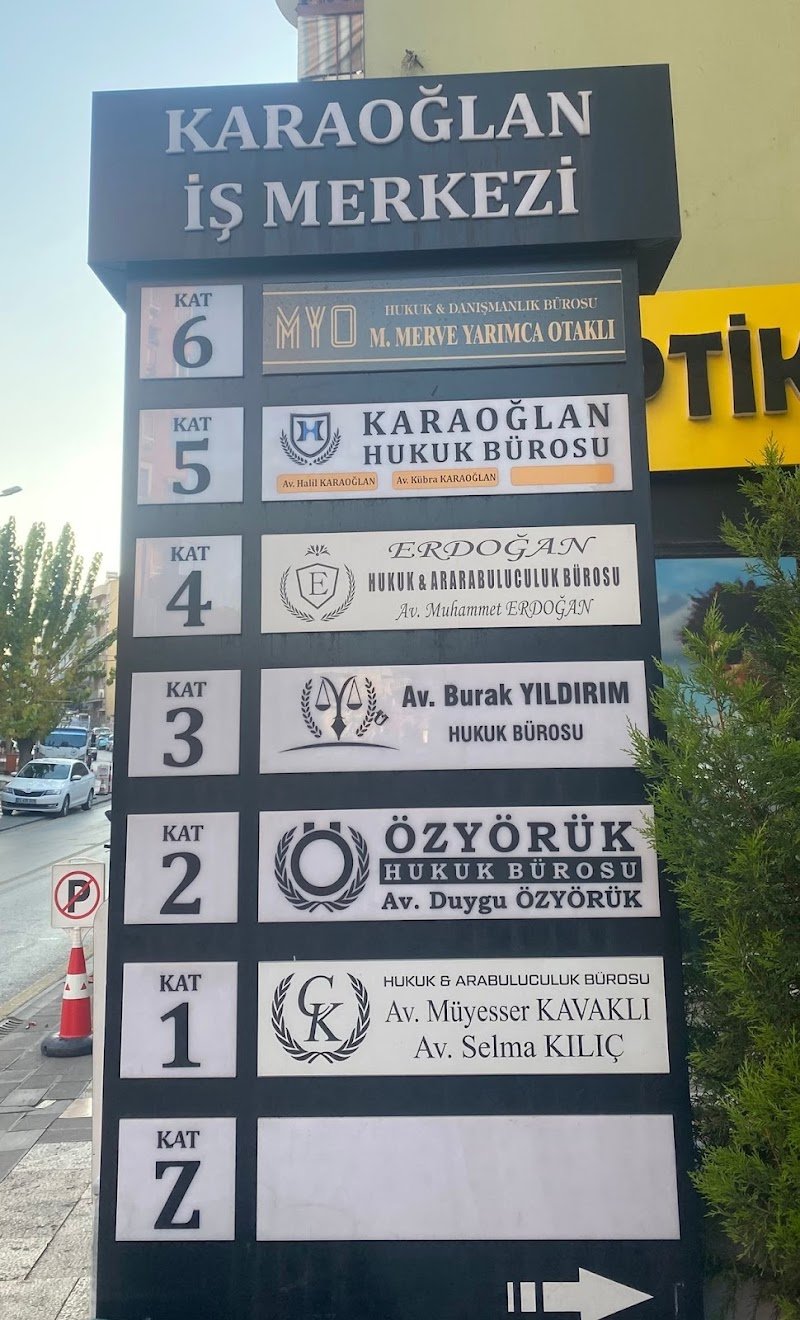 KARAOĞLAN
İŞ MERKEZİ
KAT
6
MYO
HUKUK & DANIŞMANLIK BÜROSU
M. MERVE YARIMCA OTAKLI
KAT
5
H
KARAOĞLAN
HUKUK BÜROSU
Av. Halil KARAOĞLAN
Av. Kübra KARAOĞLAN
PTİK
KAT
4
E
ERDOĞAN
HUKUK & ARARABULUCULUK BÜROSU
Av. Muhammet ERDOĞAN
KAT
3
Av. Burak YILDIRIM
HUKUK BÜROSU
KAT
2
Ö
ÖZYÖRÜK
HUKUK BÜROSU
Av. Duygu ÖZYÖRÜK
P
KAT
1
CK
HUKUK & ARABULUCULUK BÜROSU
Av. Müyesser KAVAKLI
Av. Selma KILIÇ
KAT
Z